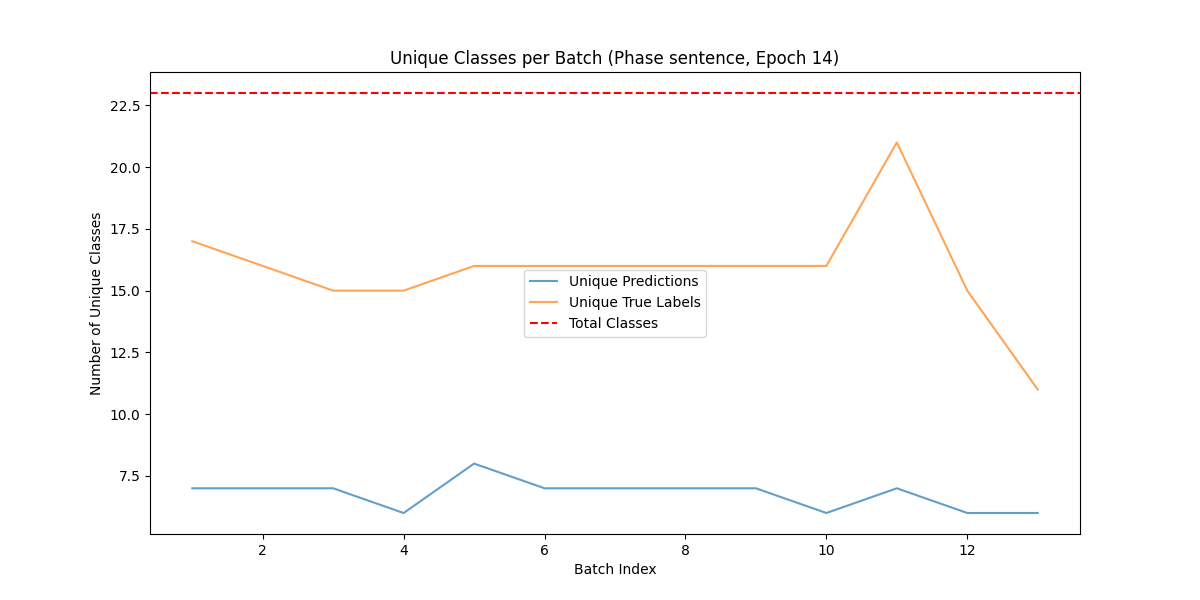 Unique Classes per Batch (Phase sentence, Epoch 14)
Number of Unique Classes
22.5
20.0
17.5
15.0
12.5
10.0
7.5
Unique Predictions
Unique True Labels
Total Classes
2 4 6 8 10 12
Batch Index